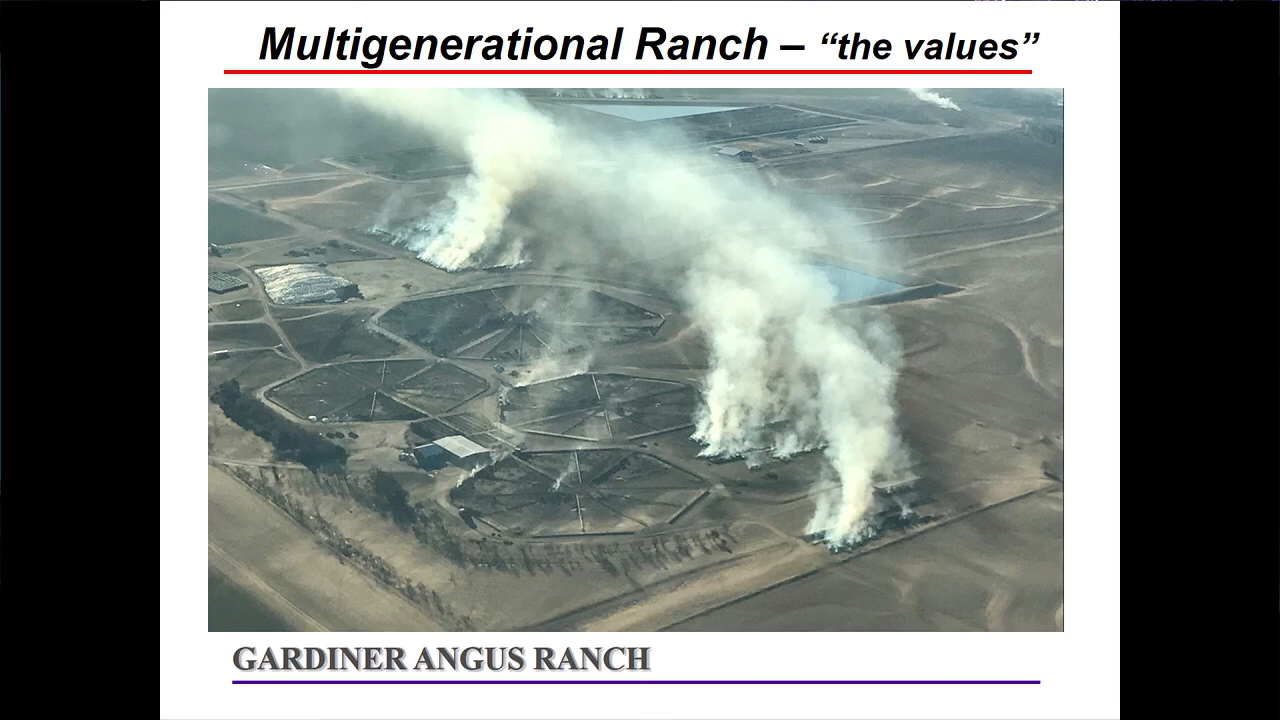 Multigenerational Ranch – “the values”
GARDINER ANGUS RANCH